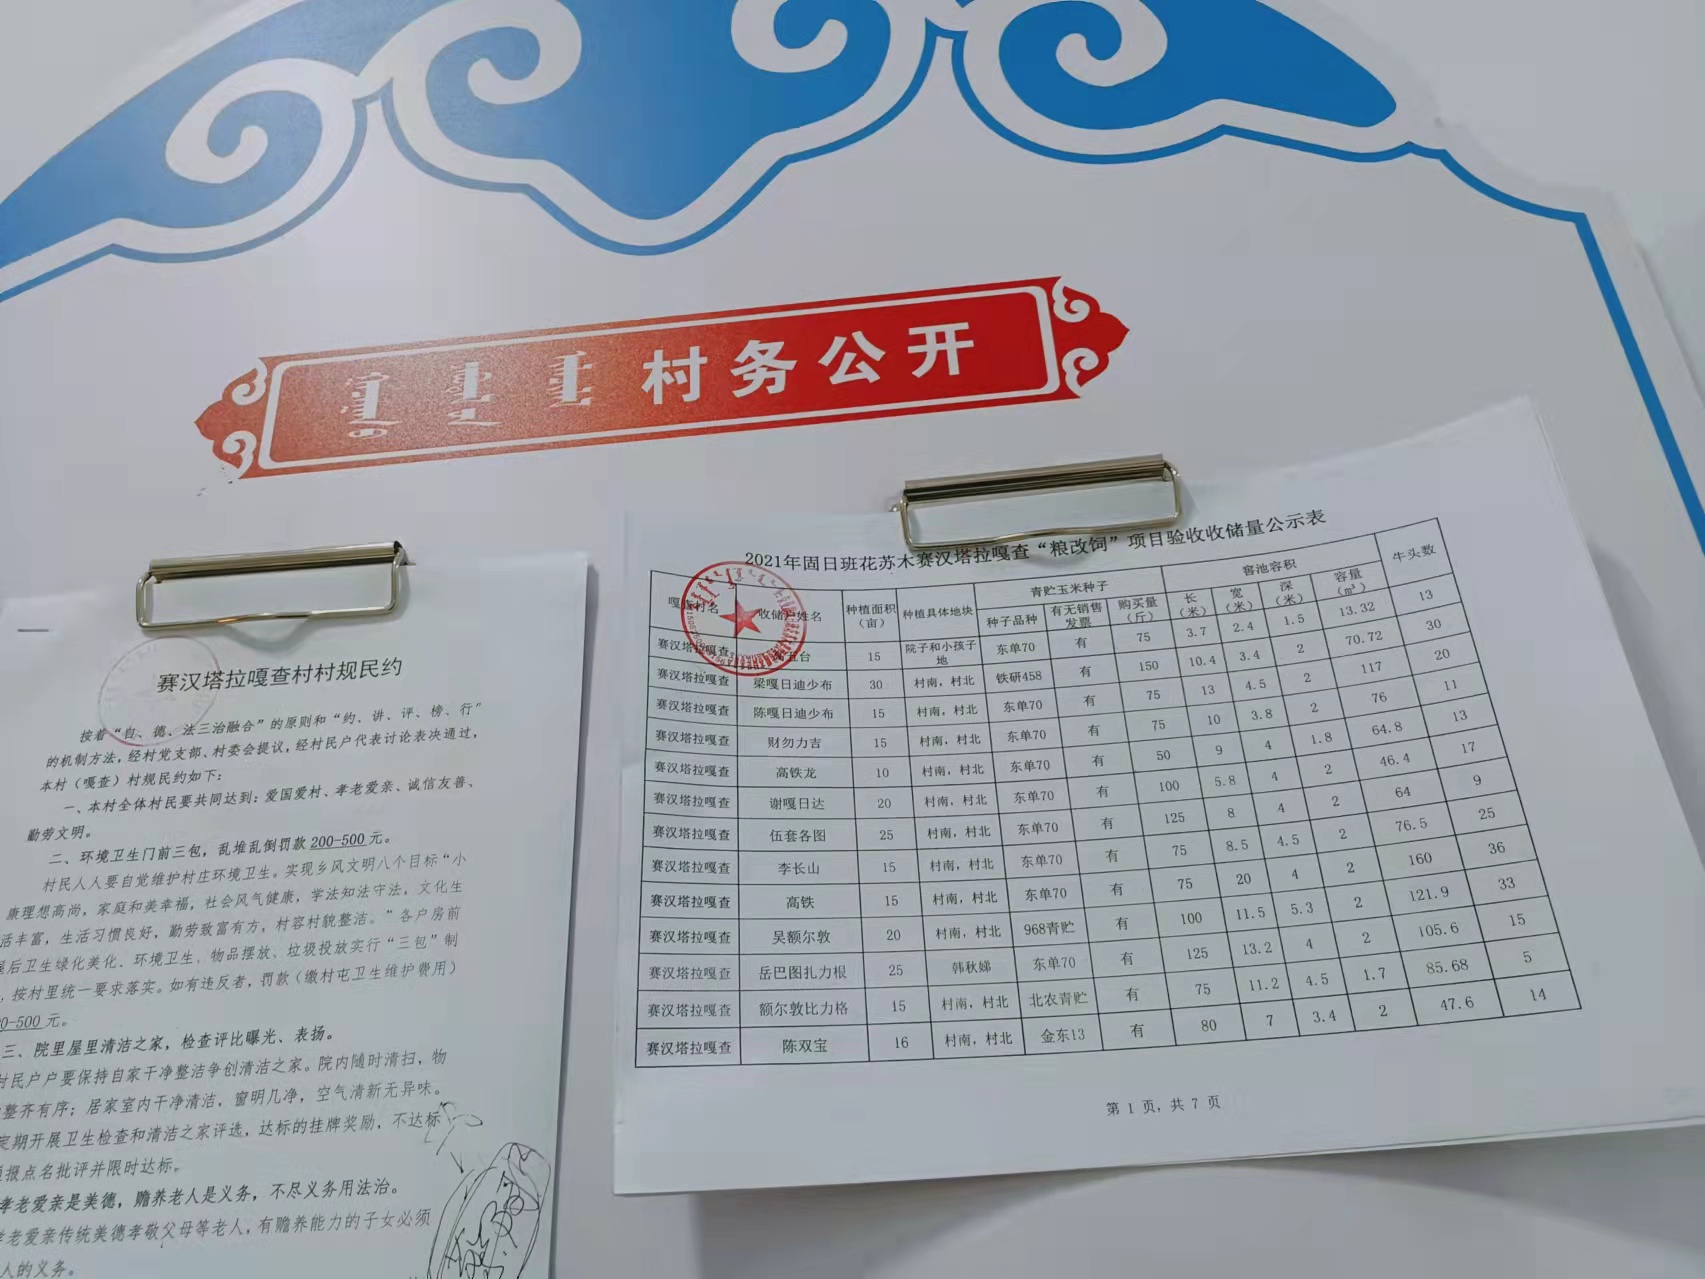 村务公开
赛汉塔拉嘎查村村规民约
按着“自、德、法三治融合”的原则和“约、讲、评、榜、行”
的机制方法，经村党支部、村委会提议，经村民户代表讨论表决通过，
本村（嘎查）村规民约如下：
一、本村全体村民要共同达到：爱国爱村、孝老爱亲、诚信友善、
勤劳文明。
二、环境卫生门前三包，乱堆乱倒罚款 200-500 元。
村民人人要自觉维护村庄环境卫生。实现乡风文明八个目标“小
康理想高尚，家庭和美幸福，社会风气健康，学法知法守法，文化生
活丰富，生活习惯良好，勤劳致富有方，村容村貌整洁。”各户房前
屋后卫生绿化美化、环境卫生、物品摆放、垃圾投放实行“三包”制
，按村里统一要求落实。如有违反者，罚款（缴村屯卫生维护费用）
0-500 元。
三、院里屋里清洁之家，检查评比曝光、表扬。
村民户户要保持自家干净整洁争创清洁之家。院内随时清扫，物
整齐有序；居家室内干净清洁，窗明几净，空气清新无异味。
定期开展卫生检查和清洁之家评选，达标的挂牌奖励，不达标
通报点名批评并限时达标。
孝老爱亲是美德，赡养老人是义务，不尽义务用法治。
孝老爱亲传统美德孝敬父母等老人，有赡养能力的子女必须
人的义务。
2021年固日班花苏木赛汉塔拉嘎查“粮改饲”项目验收收储量公示表
嘎查村名 收储户姓名 种植面积（亩） 种植具体地块 青贮玉米种子 窖池容积 牛头数
种子品种 有无销售发票 购买量（斤） 长（米） 宽（米） 深（米） 容量（m³）
赛汉塔拉嘎查 五台 15 院子和小孩子地 东单70 有 75 3.7 2.4 1.5 13.32 13
赛汉塔拉嘎查 梁嘎日迪少布 30 村南，村北 铁研458 有 150 10.4 3.4 2 70.72 30
赛汉塔拉嘎查 陈嘎日迪少布 15 村南，村北 东单70 有 75 13 4.5 2 117 20
赛汉塔拉嘎查 财勿力吉 15 村南，村北 东单70 有 75 10 3.8 2 76 11
赛汉塔拉嘎查 高铁龙 10 村南，村北 东单70 有 50 9 4 1.8 64.8 13
赛汉塔拉嘎查 谢嘎日达 20 村南，村北 东单70 有 100 5.8 4 2 46.4 17
赛汉塔拉嘎查 伍套各图 25 村南，村北 东单70 有 125 8 4 2 64 9
赛汉塔拉嘎查 李长山 15 村南，村北 东单70 有 75 8.5 4.5 2 76.5 25
赛汉塔拉嘎查 高铁 15 村南，村北 东单70 有 75 20 4 2 160 36
赛汉塔拉嘎查 吴额尔敦 20 村南，村北 968青贮 有 100 11.5 5.3 2 121.9 33
赛汉塔拉嘎查 岳巴图扎力根 25 韩秋娣 东单70 有 125 13.2 4 2 105.6 15
赛汉塔拉嘎查 额尔敦比力格 15 村南，村北 北农青贮 有 75 11.2 4.5 1.7 85.68 5
赛汉塔拉嘎查 陈双宝 16 村南，村北 金东13 有 80 7 3.4 2 47.6 14
第 1 页，共 7 页